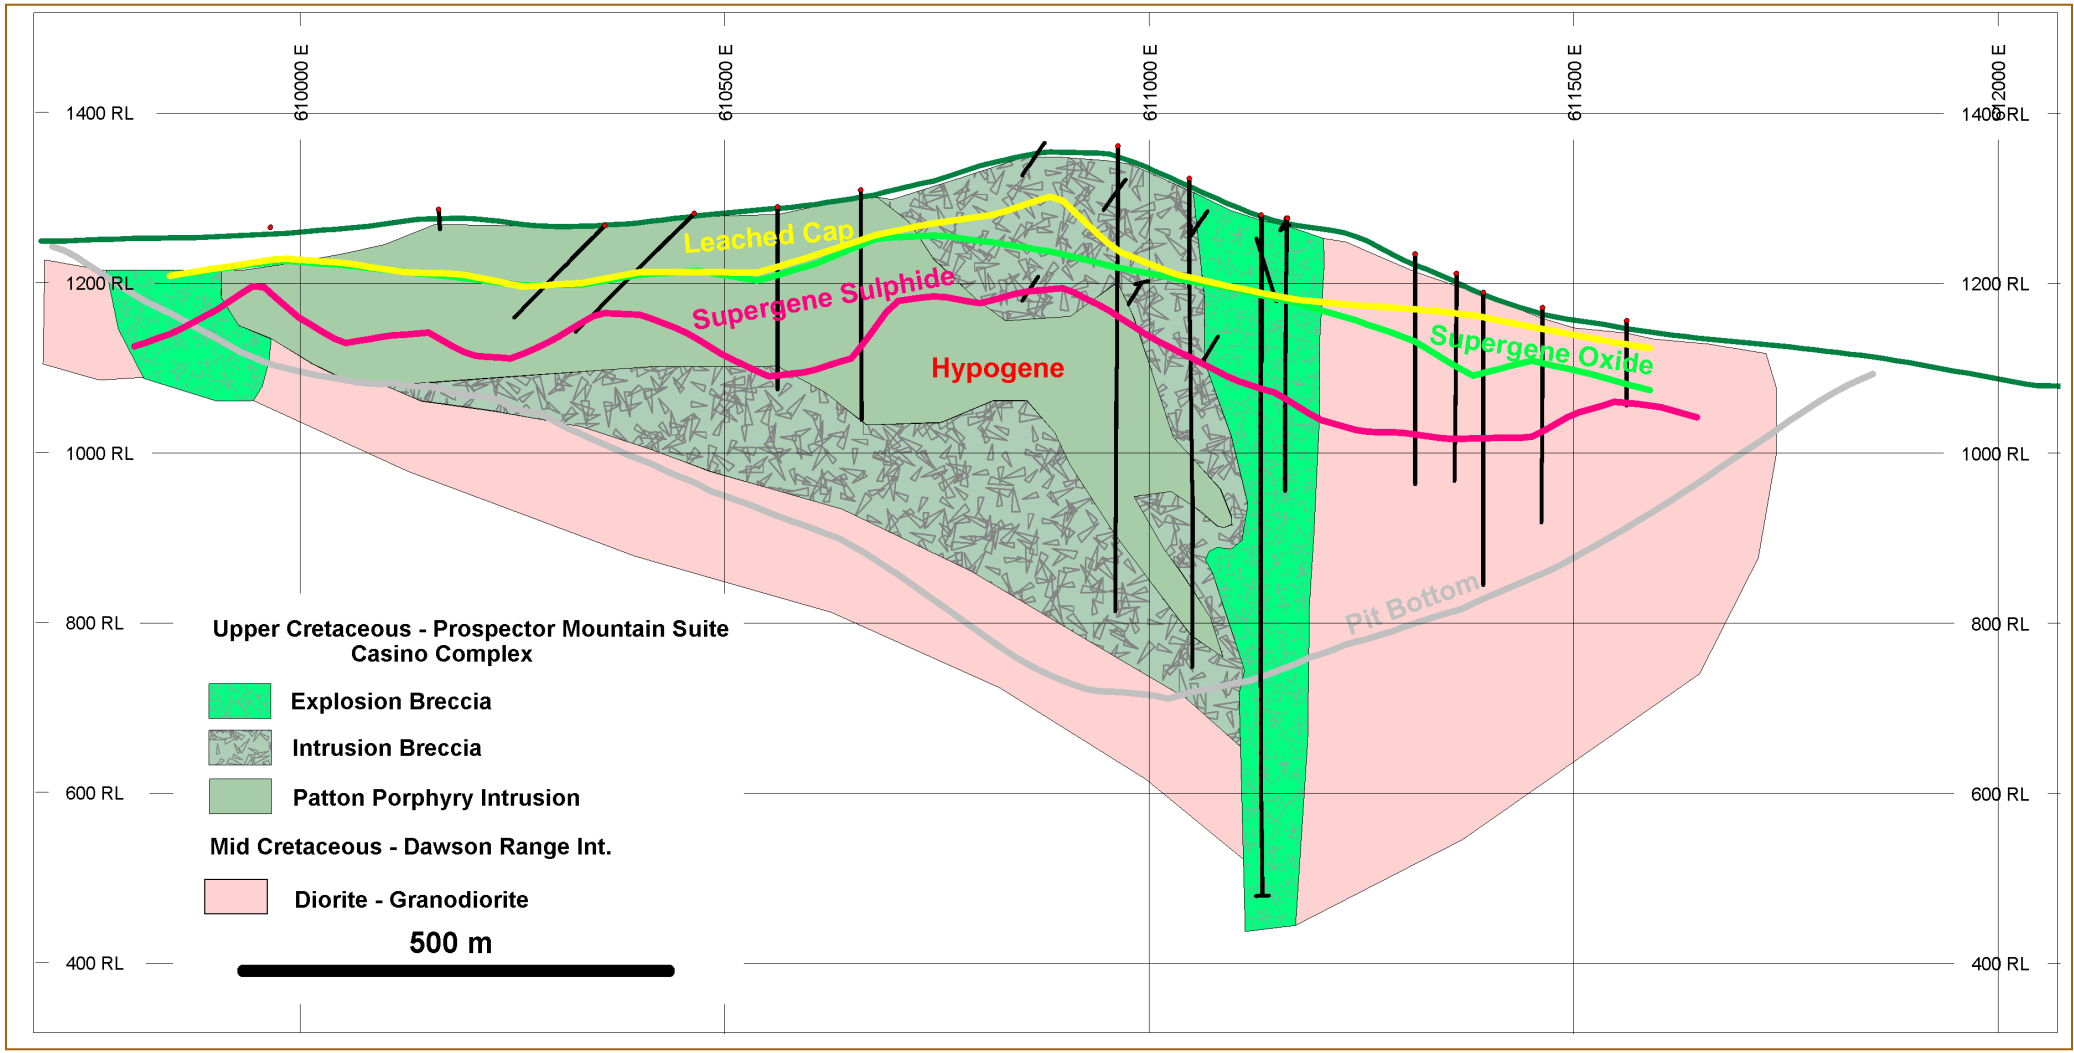 610000 E
610500 E
611000 E
611500 E
612000 E
1400 RL
1400 RL
Leached Cap
1200 RL
1200 RL
Supergene Sulphide
Supergene Oxide
Hypogene
1000 RL
1000 RL
Pit Bottom
800 RL
800 RL
Upper Cretaceous - Prospector Mountain Suite
Casino Complex
Explosion Breccia
Intrusion Breccia
600 RL
600 RL
Patton Porphyry Intrusion
Mid Cretaceous - Dawson Range Int.
Diorite - Granodiorite
500 m
400 RL
400 RL